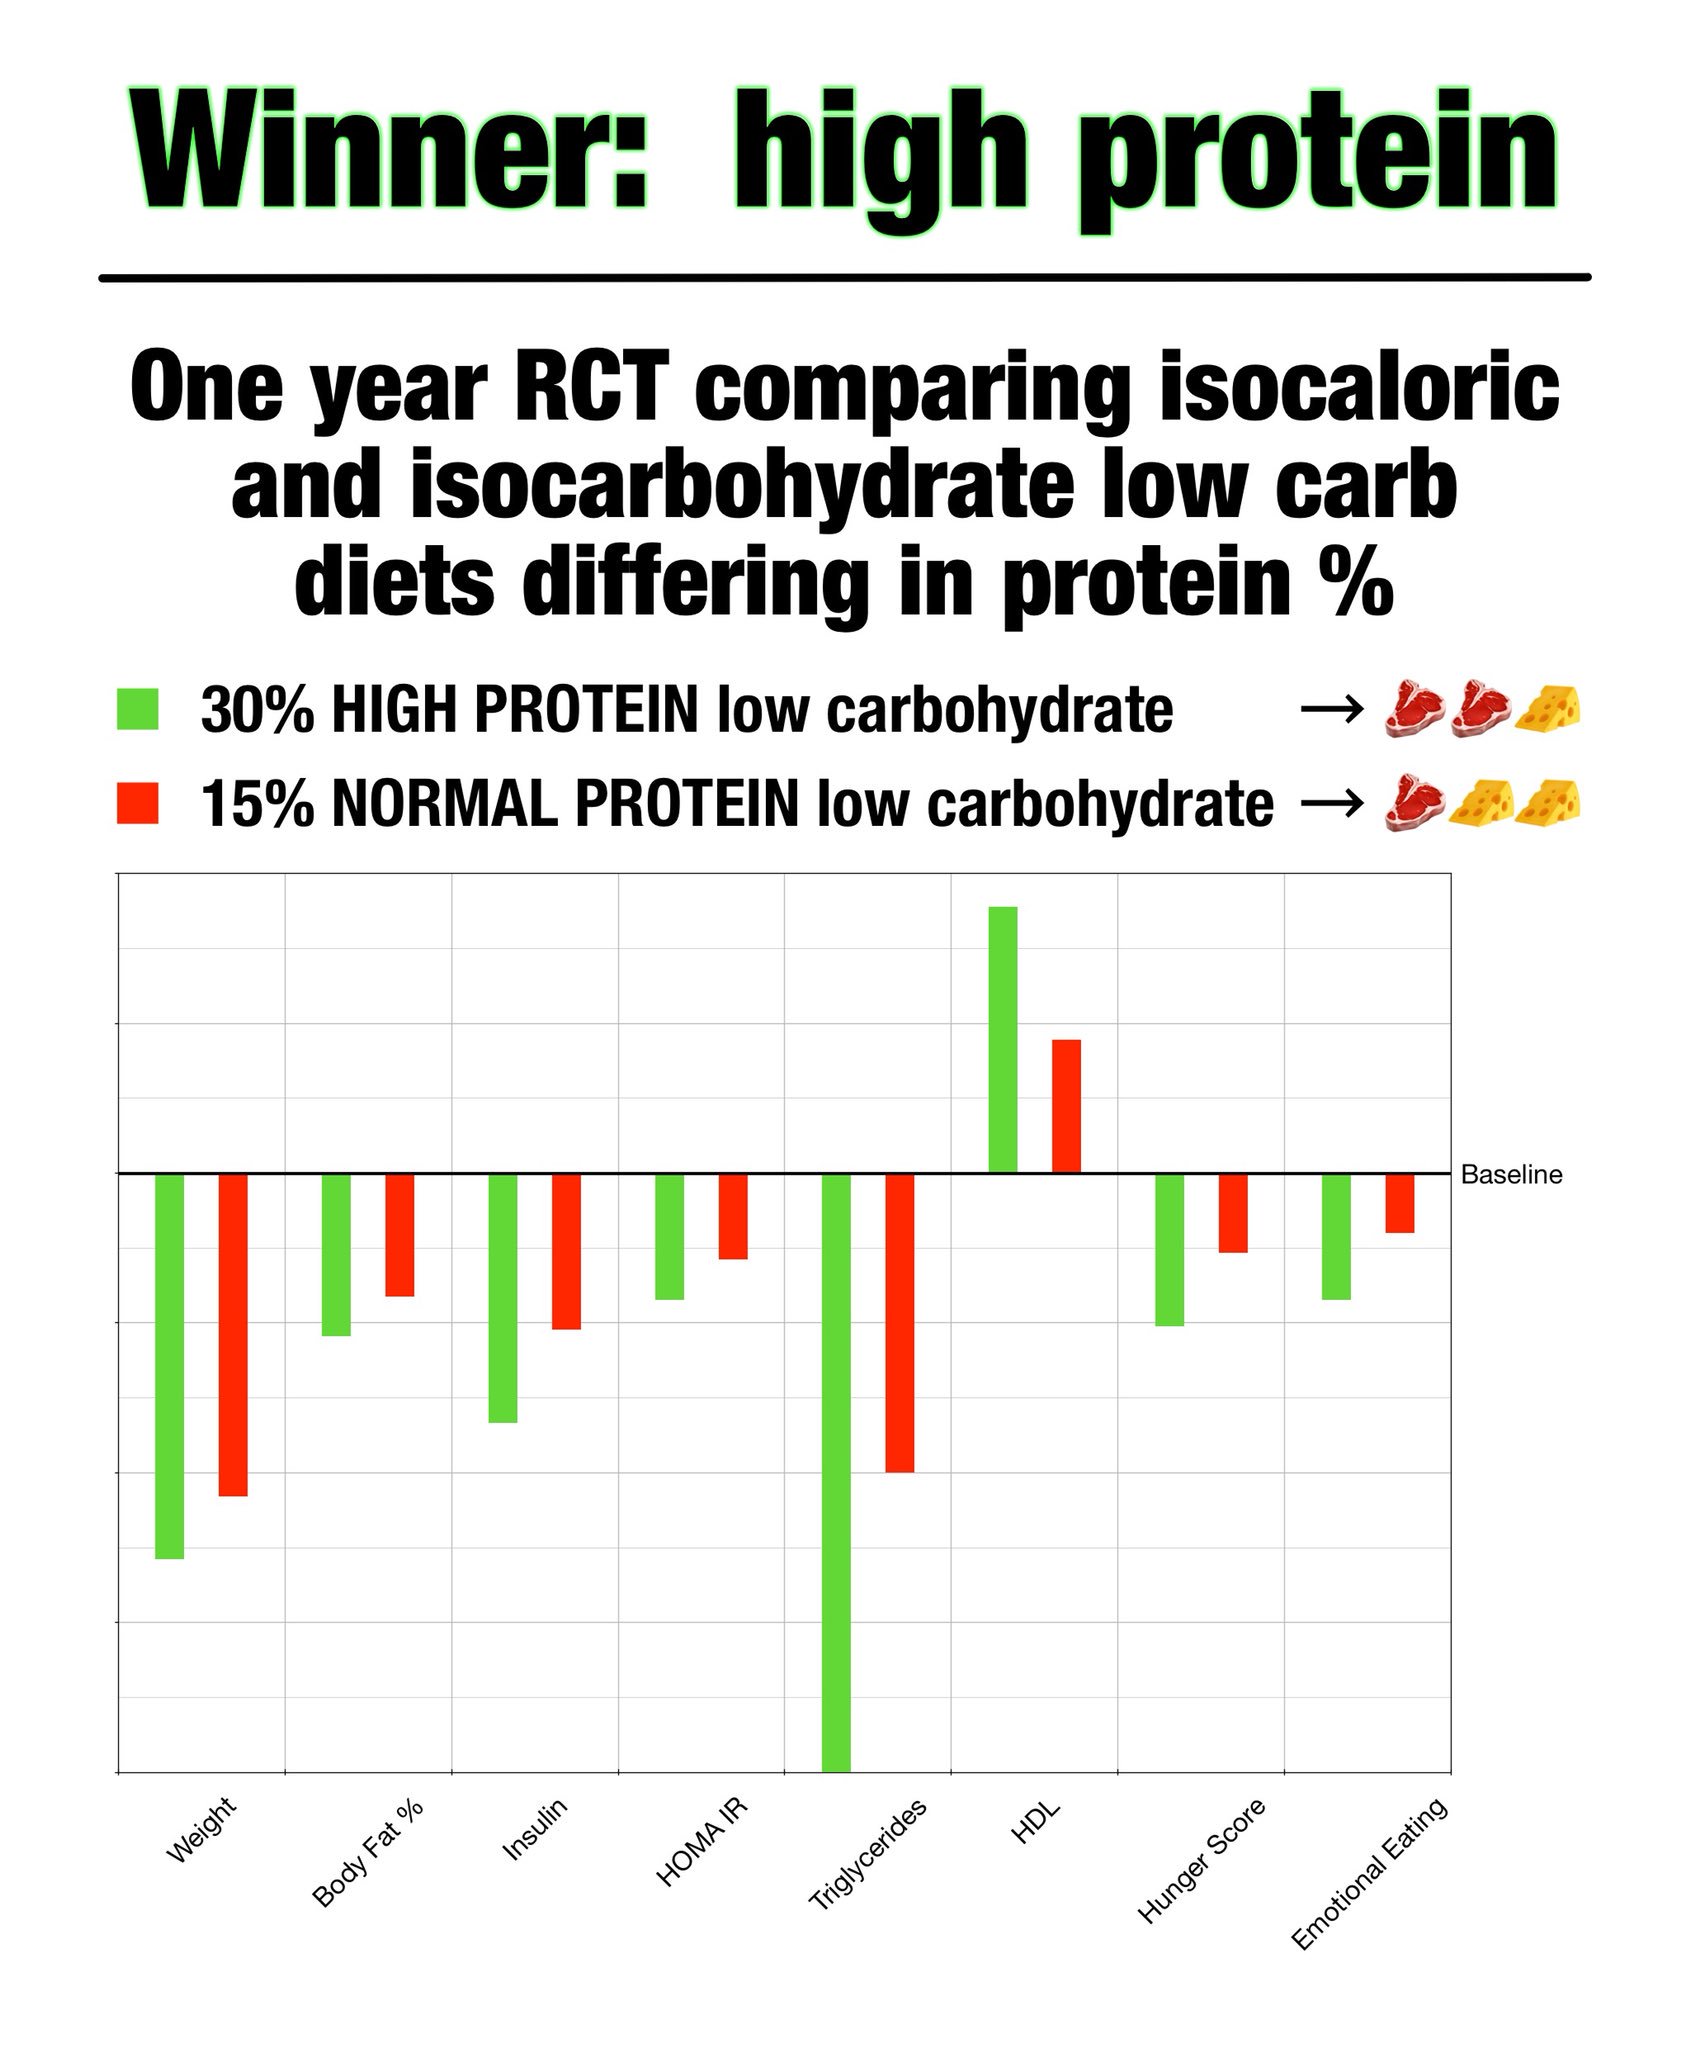 Winner: high protein
One year RCT comparing isocaloric
and isocarbohydrate low carb
diets differing in protein %
30% HIGH PROTEIN low carbohydrate →
15% NORMAL PROTEIN low carbohydrate →
Baseline
Weight
Body Fat %
Insulin
HOMA IR
Triglycerides
HDL
Hunger Score
Emotional Eating